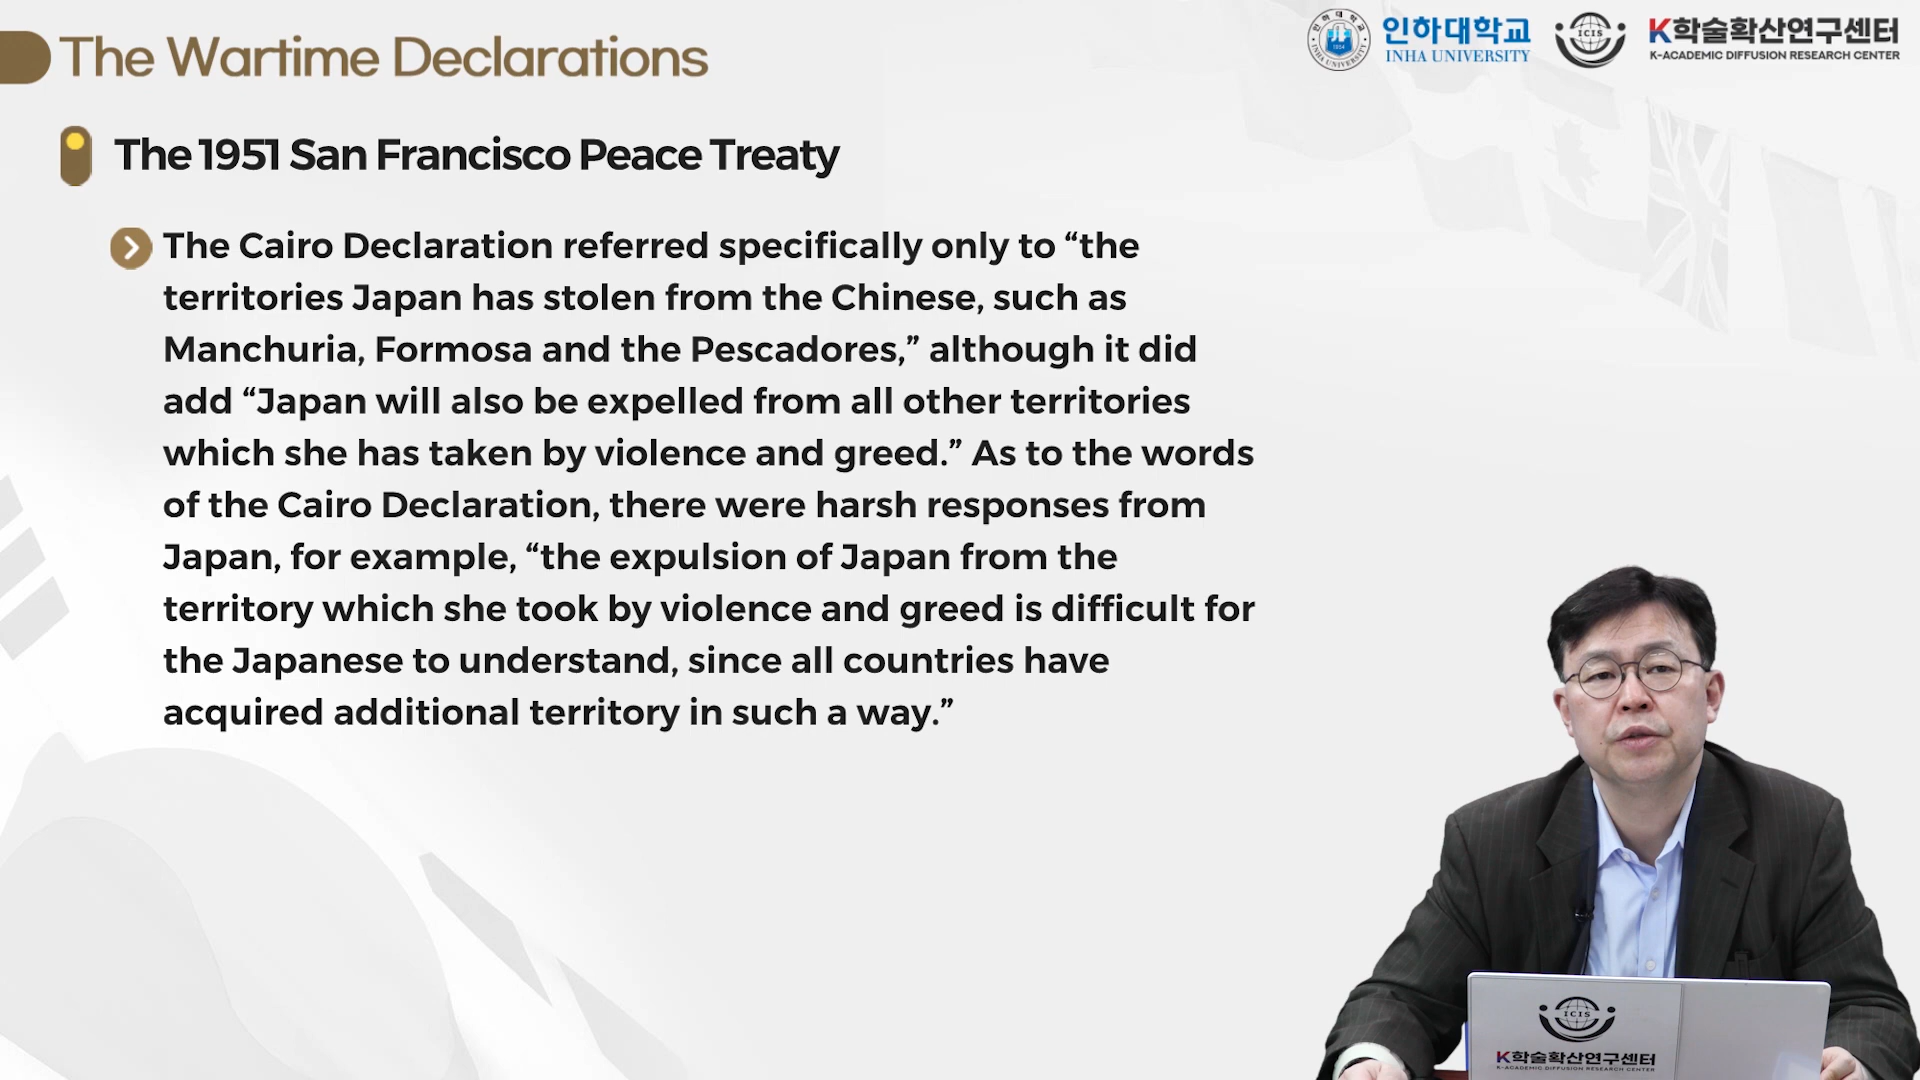 The Wartime Declarations
인하대학교
INHA UNIVERSITY
ICIS
K학술확산연구센터
K-ACADEMIC DIFFUSION RESEARCH CENTER
The 1951 San Francisco Peace Treaty
The Cairo Declaration referred specifically only to “the
territories Japan has stolen from the Chinese, such as
Manchuria, Formosa and the Pescadores,” although it did
add “Japan will also be expelled from all other territories
which she has taken by violence and greed.” As to the words
of the Cairo Declaration, there were harsh responses from
Japan, for example, “the expulsion of Japan from the
territory which she took by violence and greed is difficult for
the Japanese to understand, since all countries have
acquired additional territory in such a way.”
ICIS
K학술확산연구센터
K-ACADEMIC DIFFUSION RESEARCH CENTER